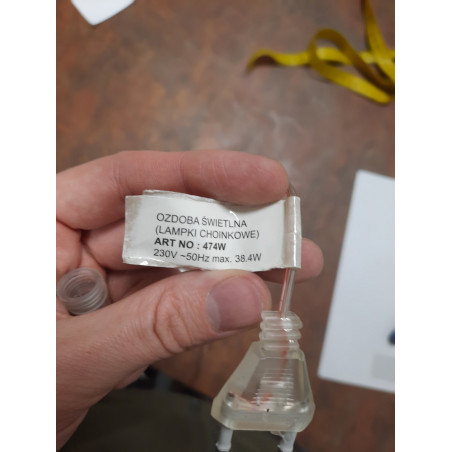 OZDOBA ŚWIETLNA
(LAMPKI CHOINKOWE)
ART NO : 474W
230V ~50Hz max. 38.4W